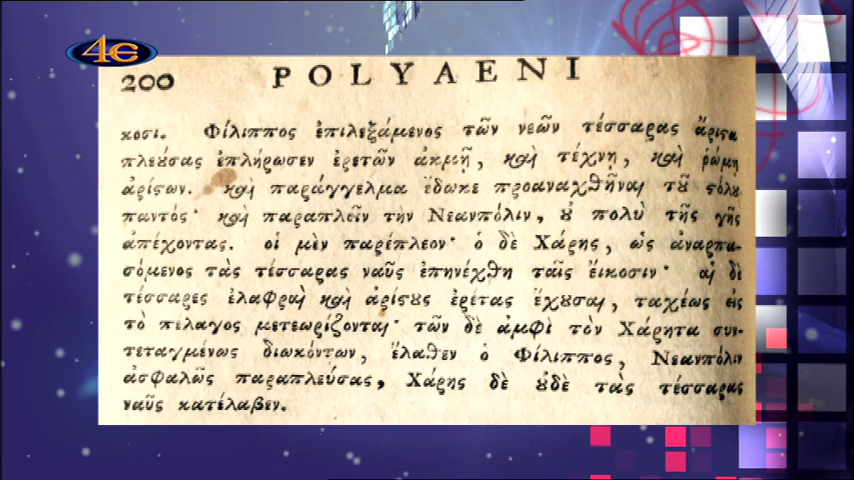 4E
200 POLYAENI
κοσι. Φίλιππος ἐπιλεξάμενος τῶν νεῶν τέσσαρας ἄριστα
πλεούσας ἐπλήρωσεν ἐρετῶν ἀκμῇ, καὶ τέχνῃ, καὶ ῥώμῃ
ἀρίστων. καὶ παράγγελμα ἔδωκε προαναχθῆναι τοῦ στόλου
παντός· καὶ παραπλεῖν τὴν Νεανπόλιν, οὐ πολὺ τῆς γῆς
ἀπέχοντας. οἱ μὲν παρέπλεον· ὁ δὲ Χάρης, ὡς ἀναρπα-
σόμενος τὰς τέσσαρας ναῦς ἐπηνέχθη ταῖς εἴκοσιν· αἱ δὲ
τέσσαρες ἐλαφραὶ καὶ ἀρίστους ἐρέτας ἔχουσαι, ταχέως εἰς
τὸ πέλαγος μετεωρίζονται· τῶν δὲ ἀμφὶ τὸν Χάρητα συν-
τεταγμένως διωκόντων, ἔλαθεν ὁ Φίλιππος, Νεανπόλιν
ἀσφαλῶς παραπλεύσας, Χάρης δὲ οὐδὲ τὰς τέσσαρας
ναῦς κατέλαβεν.